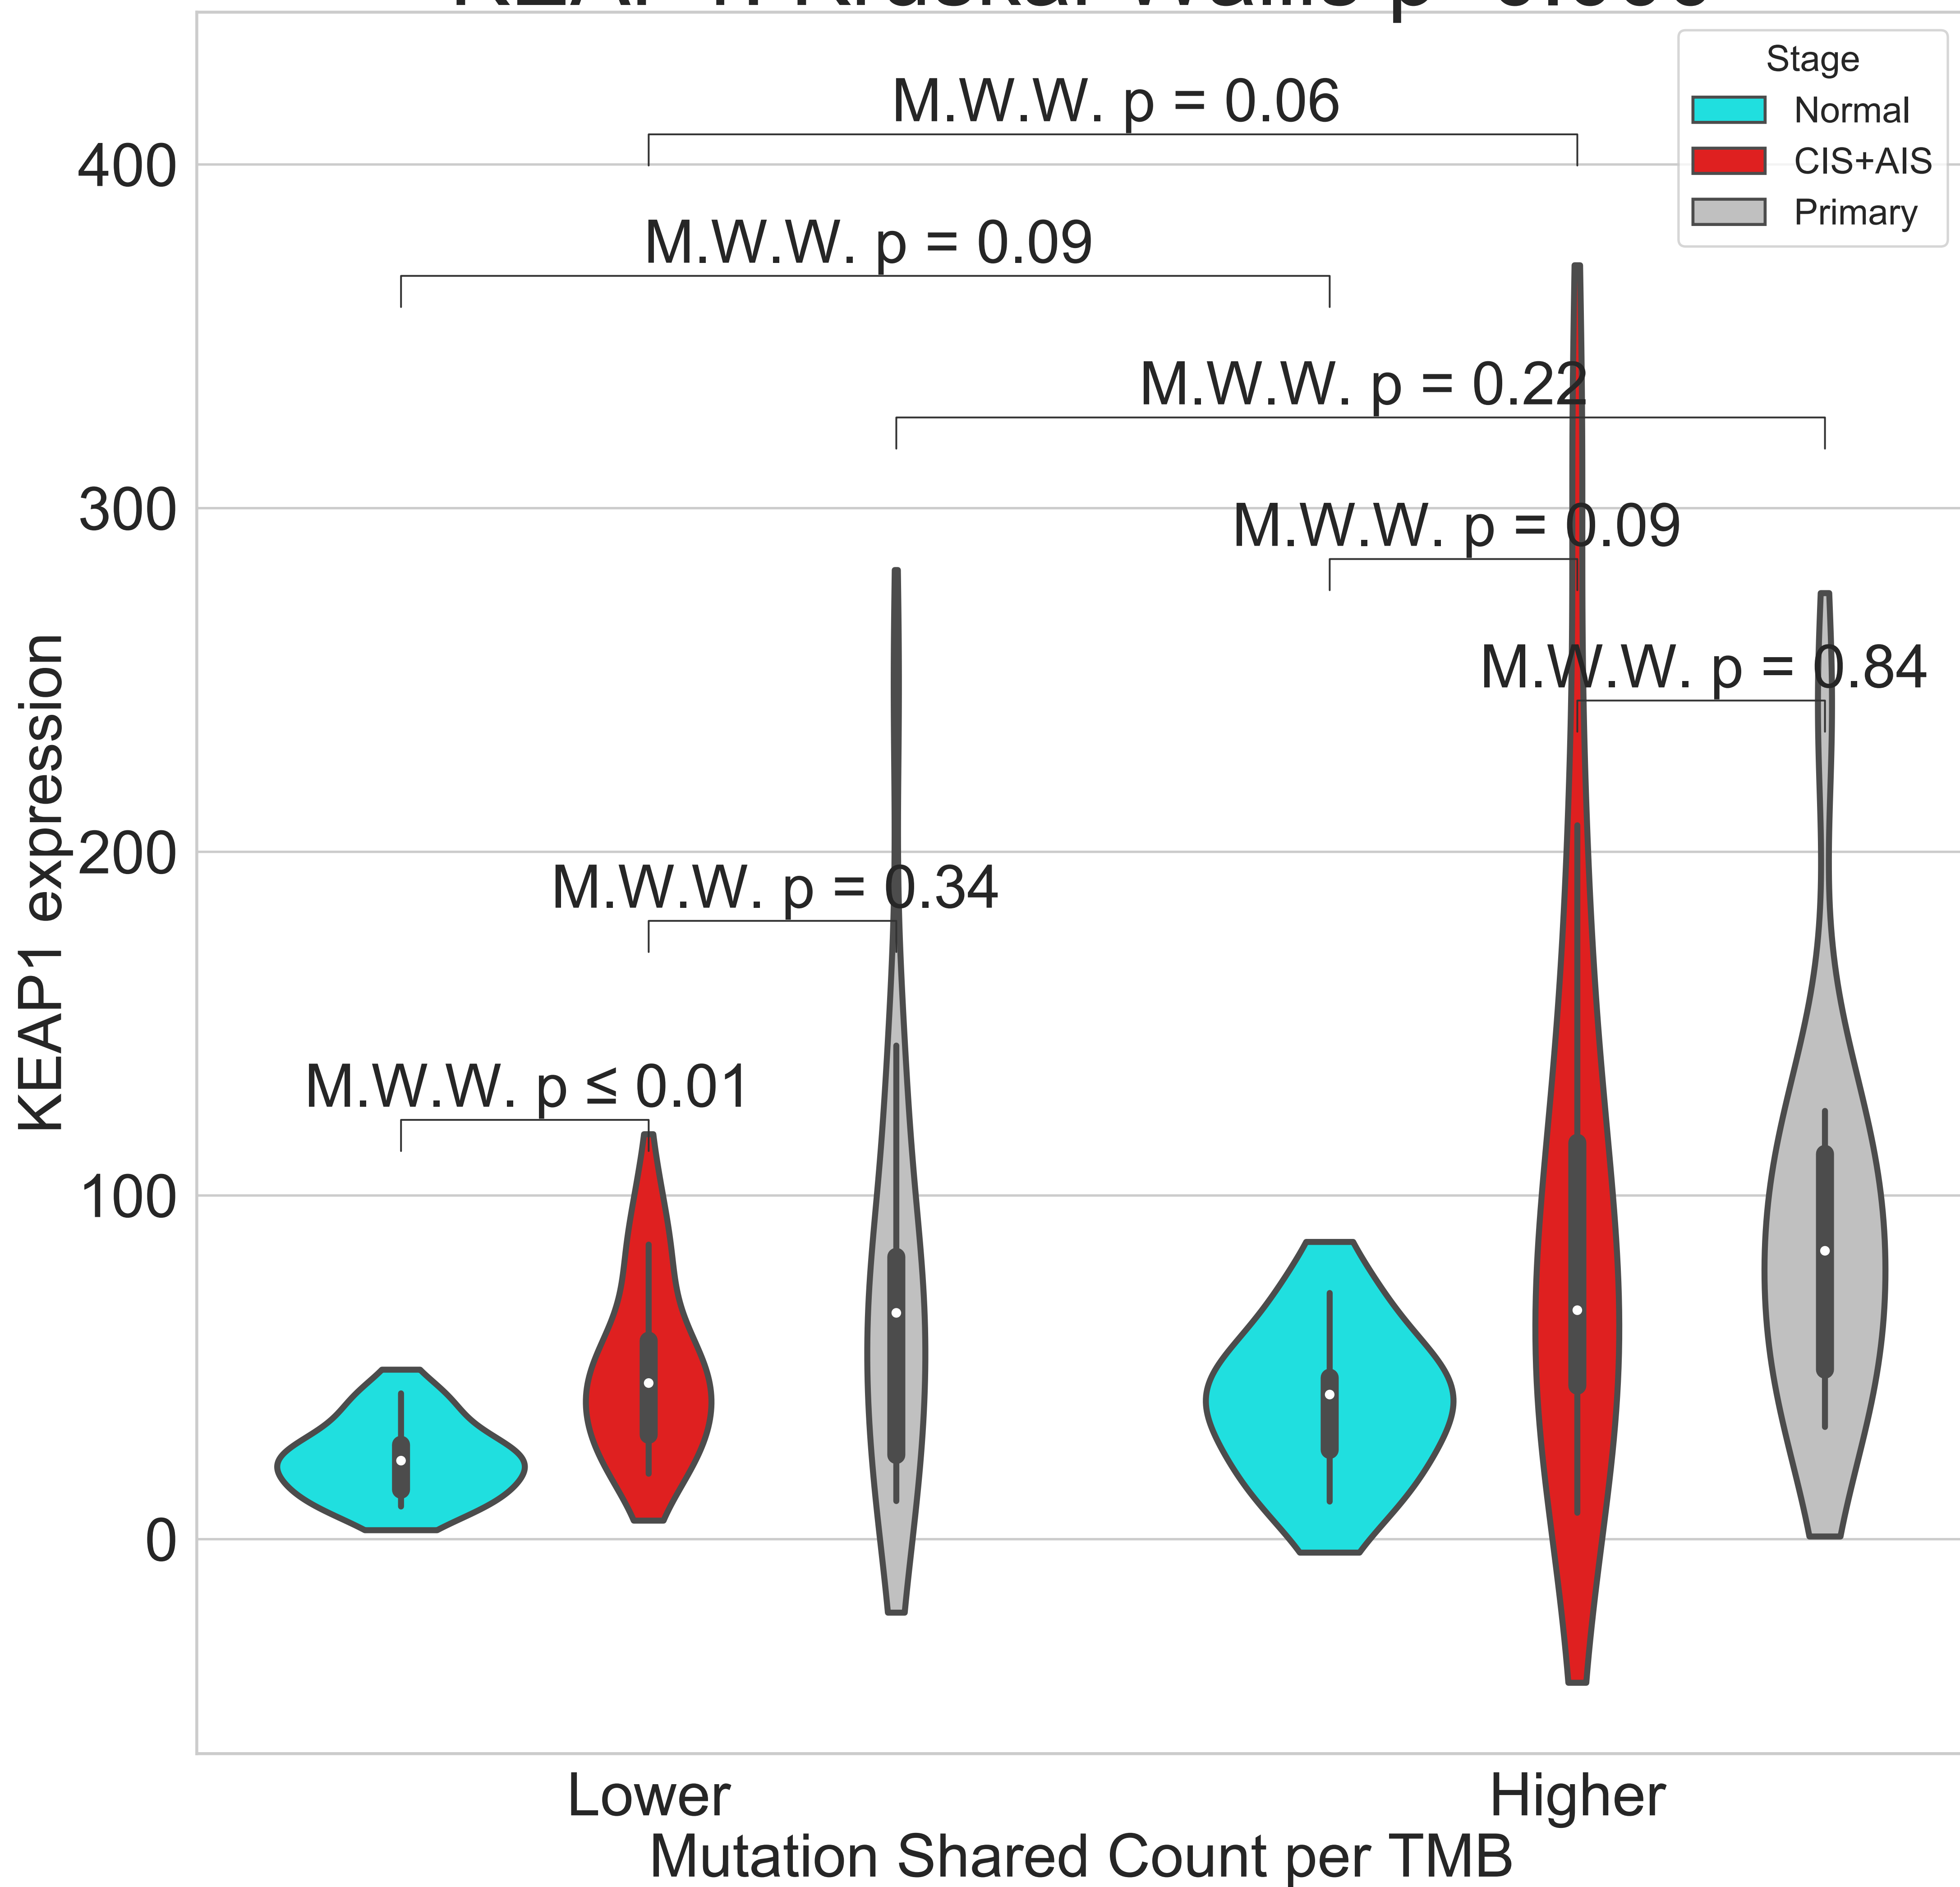 Stage
Normal
CIS+AIS
Primary
M.W.W. p = 0.06
M.W.W. p = 0.09
M.W.W. p = 0.22
M.W.W. p = 0.09
M.W.W. p = 0.84
M.W.W. p = 0.34
M.W.W. p ≤ 0.01
400
300
200
100
0
KEAP1 expression
Lower
Higher
Mutation Shared Count per TMB